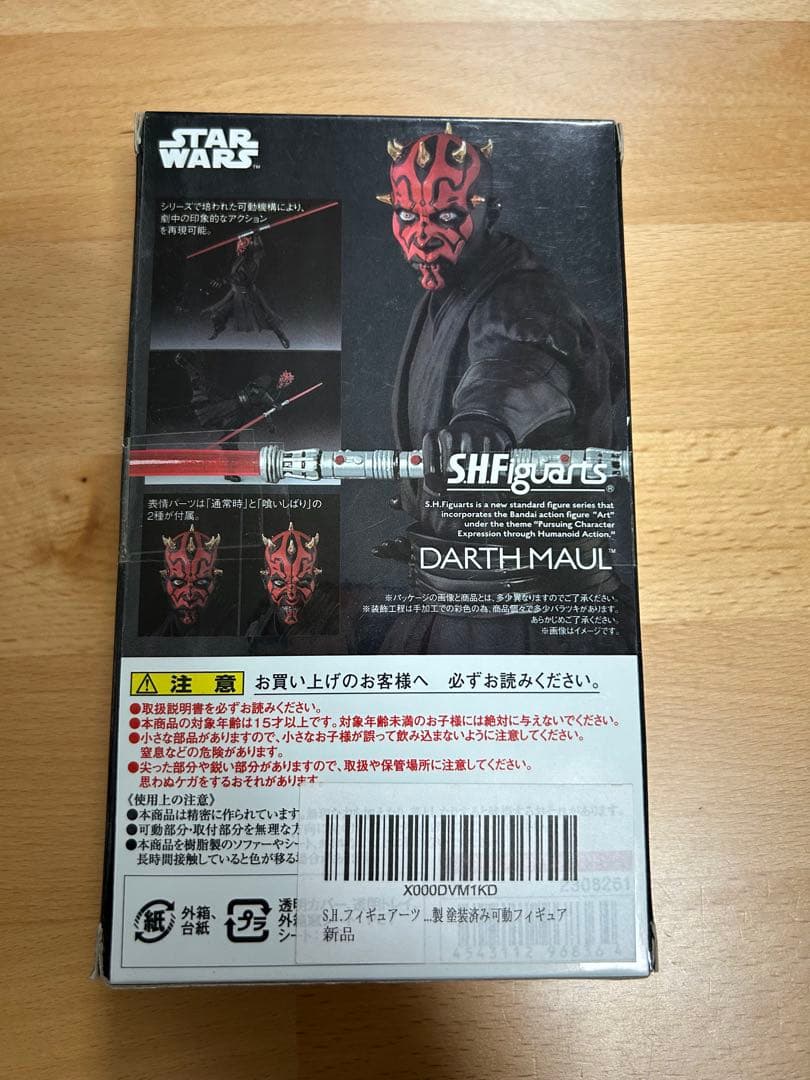 STAR
WARS™
シリーズで培われた可動機構により、
劇中の印象的なアクション
を再現可能。
S.H.Figuarts®
S.H.Figuarts is a new standard figure series that
incorporates the Bandai action figure "Art"
under the theme "Pursuing Character
Expression through Humanoid Action."
DARTH MAUL™
表情パーツは「通常時」と「喰いしばり」の
2種が付属。
※パッケージの画像と商品とは、多少異なりますのでご了承ください。
※装飾工程は手加工での彩色の為、商品個々で多少バラツキがあります。
あらかじめご了承ください。
※画像はイメージです。
注意 お買い上げのお客様へ 必ずお読みください。
●取扱説明書を必ずお読みください。
●本商品の対象年齢は15才以上です。対象年齢未満のお子様には絶対に与えないでください。
●小さな部品がありますので、小さなお子様が誤って飲み込まないように注意してください。
窒息などの危険があります。
●尖った部分や鋭い部分がありますので、取扱や保管場所に注意してください。
思わぬケガをするおそれがあります。
《使用上の注意》
●本商品は精密に作られています
●可動部分・取付部分を無理な方
●本商品を樹脂製のソファーやシート
長時間接触していると色が移る
X000DVM1KD
S.H.フィギュアーツ ...製 塗装済み可動フィギュア
新品
2308261
紙 外箱、
台紙
プラ 透明カバー、透明トレイ
外
シート